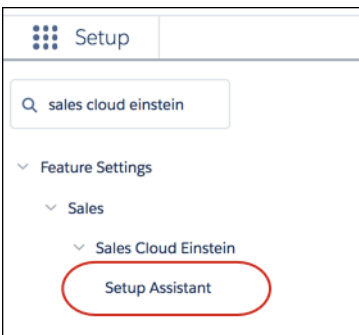 Setup
sales cloud einstein
Feature Settings
Sales
Sales Cloud Einstein
Setup Assistant